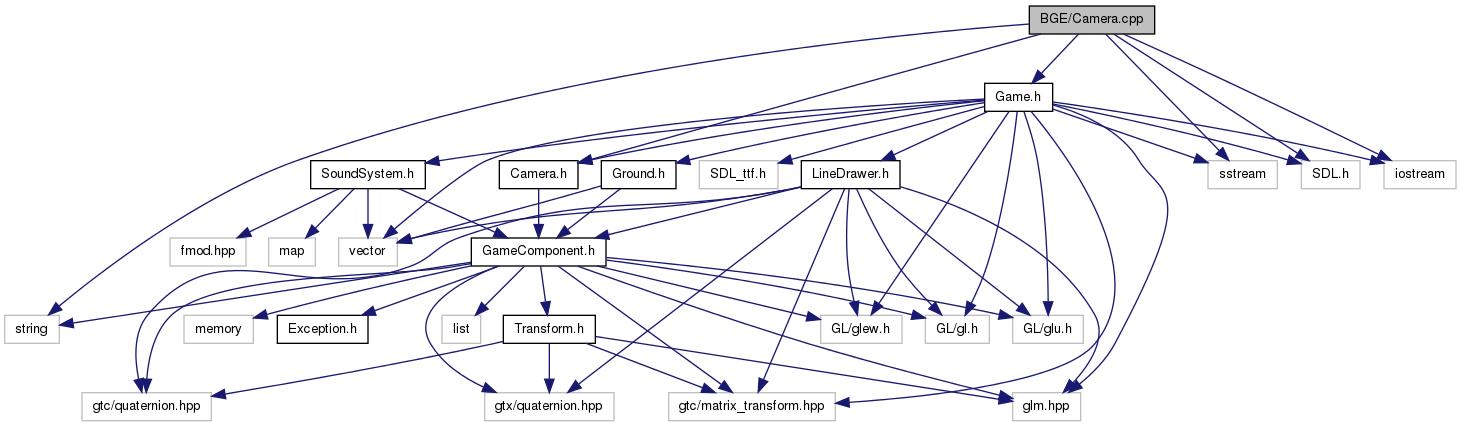 BGE/Camera.cpp
Game.h
SoundSystem.h
Camera.h
Ground.h
SDL_ttf.h
LineDrawer.h
sstream
SDL.h
iostream
fmod.hpp
map
vector
GameComponent.h
string
memory
Exception.h
list
Transform.h
GL/glew.h
GL/gl.h
GL/glu.h
gtc/quaternion.hpp
gtx/quaternion.hpp
gtc/matrix_transform.hpp
glm.hpp